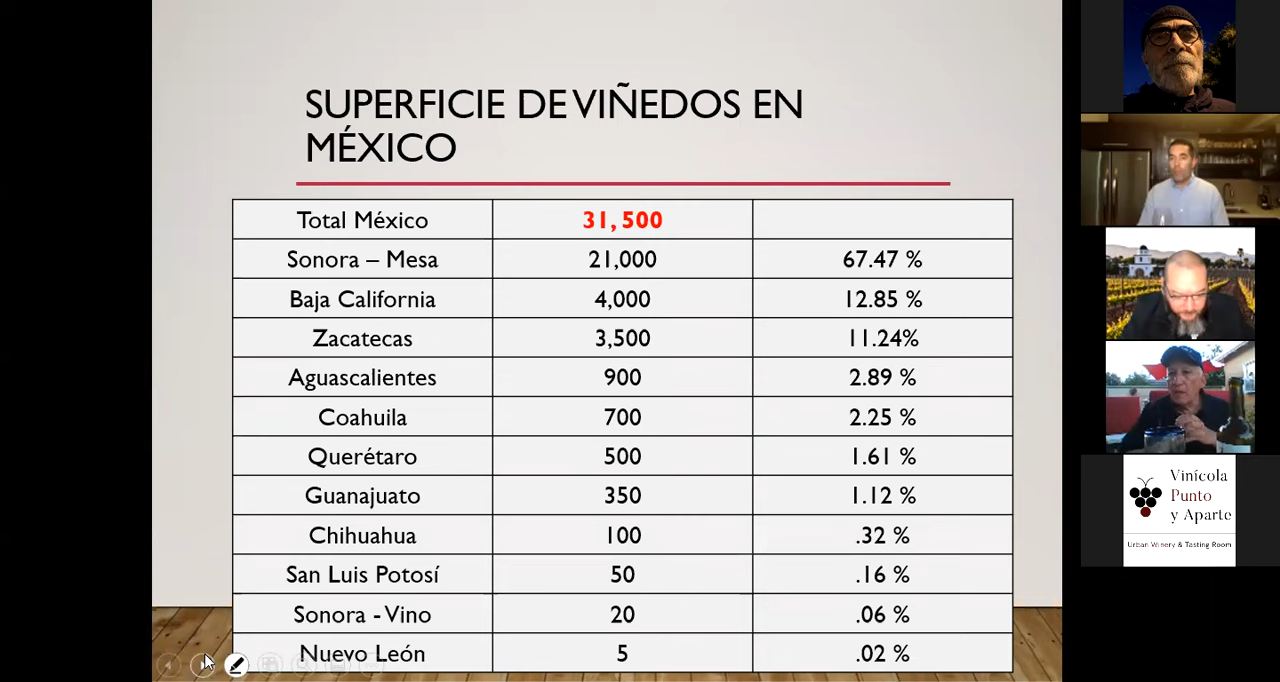 SUPERFICIE DE VIÑEDOS EN
MÉXICO
Total México 31, 500
Sonora – Mesa 21,000 67.47 %
Baja California 4,000 12.85 %
Zacatecas 3,500 11.24%
Aguascalientes 900 2.89 %
Coahuila 700 2.25 %
Querétaro 500 1.61 %
Guanajuato 350 1.12 %
Chihuahua 100 .32 %
San Luis Potosí 50 .16 %
Sonora - Vino 20 .06 %
Nuevo León 5 .02 %
Vinícola
Punto
y Aparte
Urban Winery & Tasting Room